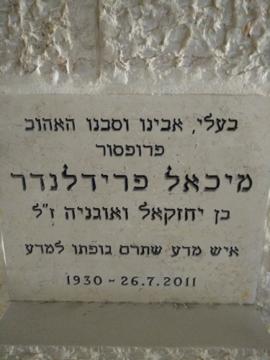 בעלי, אבינו וסבנו האהוב
פרופסור
מיכאל פרידלנדר
בן יחזקאל ואוגניה ז"ל
איש מדע שתרם גופתו למדע
1930 - 26.7.2011